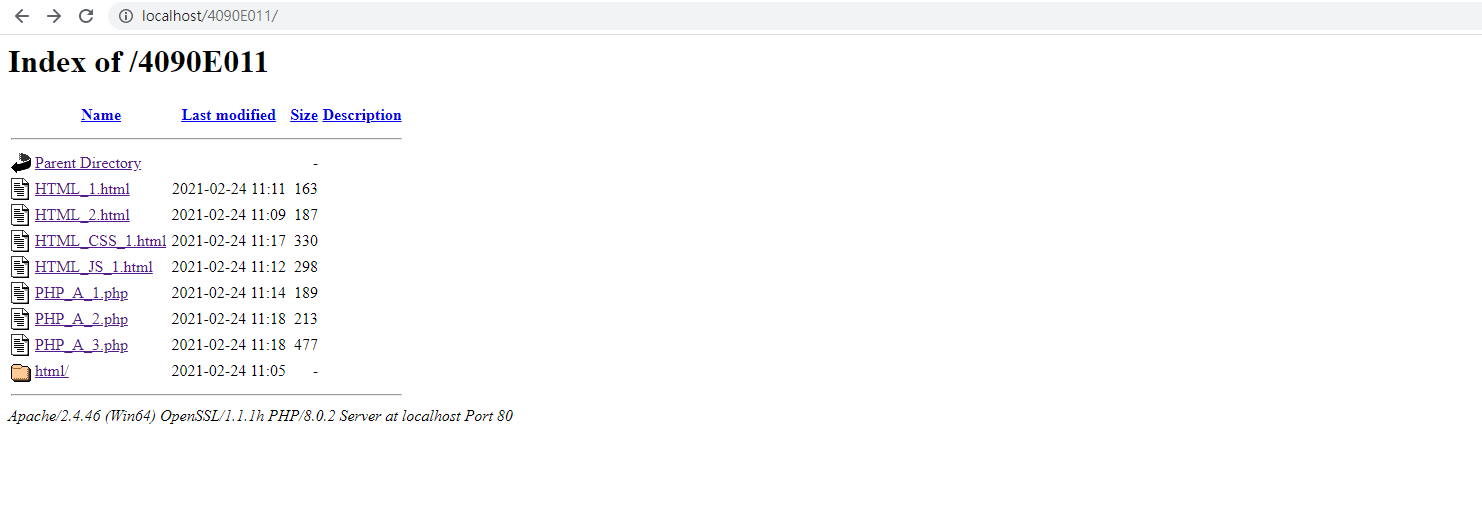 localhost/4090E011/
Index of /4090E011
Name Last modified Size Description
Parent Directory -
HTML_1.html 2021-02-24 11:11 163
HTML_2.html 2021-02-24 11:09 187
HTML_CSS_1.html 2021-02-24 11:17 330
HTML_JS_1.html 2021-02-24 11:12 298
PHP_A_1.php 2021-02-24 11:14 189
PHP_A_2.php 2021-02-24 11:18 213
PHP_A_3.php 2021-02-24 11:18 477
html/ 2021-02-24 11:05 -
Apache/2.4.46 (Win64) OpenSSL/1.1.1h PHP/8.0.2 Server at localhost Port 80